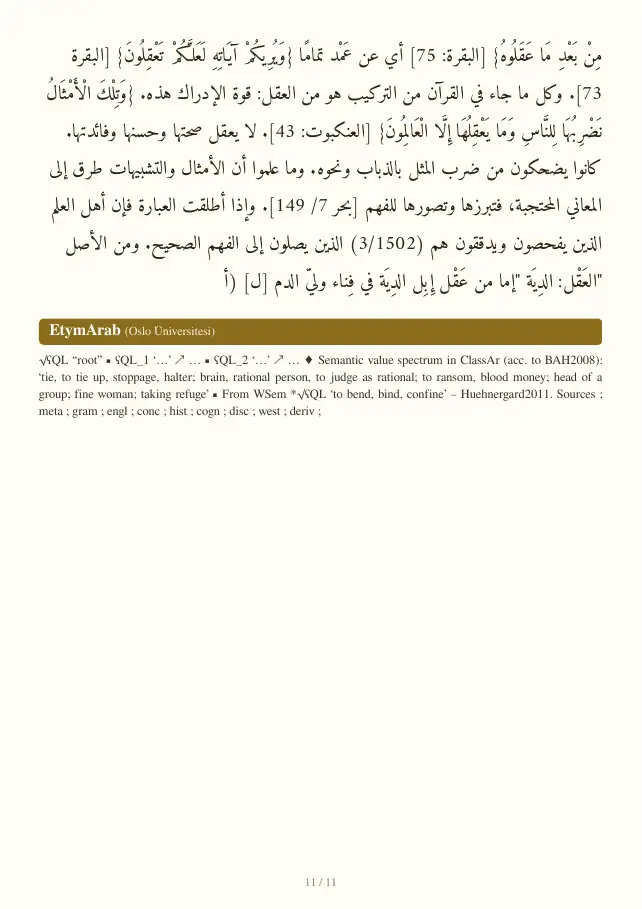 مِنْ بَعْدِ مَا عَقَلُوهُ} [البقرة: 75] أي عن عَمْد تمامًا {وَيُرِيكُمْ آيَاتِهِ لَعَلَّكُمْ تَعْقِلُونَ} [البقرة
73]. وكل ما جاء في القرآن من التركيب هو من العقل: قوة الإدراك هذه. {وَتِلْكَ الْأَمْثَالُ
نَضْرِبُهَا لِلنَّاسِ وَمَا يَعْقِلُهَا إِلَّا الْعَالِمُونَ} [العنكبوت: 43]. لا يعقل صحتها وحسنها وفائدتها.
كانوا يضحكون من ضرب المثل بالذباب ونحوه. وما علموا أن الأمثال والتشبيهات طرق إلى
المعاني المحتجبة، فتبرزها وتصورها للفهم [بحر 7/ 149]. وإذا أطلقت العبارة فإن أهل العلم
الذين يفحصون ويدققون هم (3/1502) الذين يصلون إلى الفهم الصحيح. ومن الأصل
"العَقْل: الدِيَة "إما من عَقْل إِبِل الدِيَة في فِناء وليّ الدم [ل] (أ
EtymArab (Oslo Üniversitesi)
√ʕQL “root” ▪ ʕQL_1 ‘…’ ↗ … ▪ ʕQL_2 ‘…’ ↗ … ♦ Semantic value spectrum in ClassAr (acc. to BAH2008):
‘tie, to tie up, stoppage, halter; brain, rational person, to judge as rational; to ransom, blood money; head of a
group; fine woman; taking refuge’ ▪ From WSem *√ʕQL ‘to bend, bind, confine’ – Huehnergard2011. Sources ;
meta ; gram ; engl ; conc ; hist ; cogn ; disc ; west ; deriv ;
11 / 11